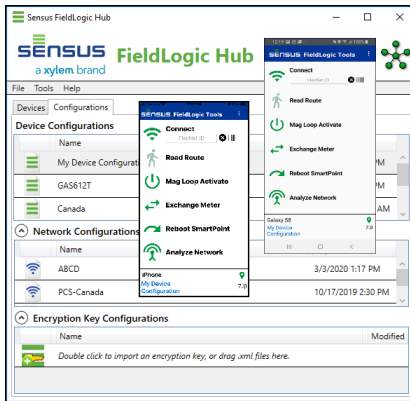 Sensus FieldLogic Hub
SENSUS
a xylem brand
FieldLogic Hub
File Tools Help
Devices Configurations
Device Configurations
Name
My Device Configurati
PM
GAS612T
PM
Canada
AM
Network Configurations
Name
ABCD
3/3/2020 1:17 PM
PCS-Canada
10/17/2019 2:30 PM
Encryption Key Configurations
Name
Modified
Double click to import an encryption key, or drag .xml files here.
SENSUS FieldLogic Tools
Connect
FlexNet ID
Read Route
Mag Loop Activate
Exchange Meter
Reboot SmartPoint
Analyze Network
iPhone
My Device
Configuration
7.0
SENSUS FieldLogic Tools
Connect
FlexNet ID
Read Route
Mag Loop Activate
Exchange Meter
Reboot SmartPoint
Analyze Network
Galaxy S8
My Device
Configuration
7.0